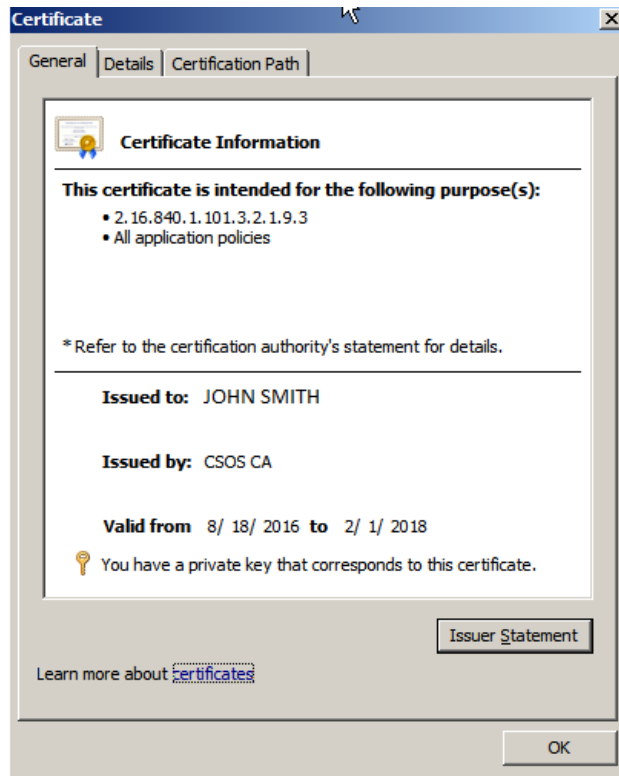 Certificate
General Details Certification Path
Certificate Information
This certificate is intended for the following purpose(s):
• 2.16.840.1.101.3.2.1.9.3
• All application policies
* Refer to the certification authority's statement for details.
Issued to: JOHN SMITH
Issued by: CSOS CA
Valid from 8/ 18/ 2016 to 2/ 1/ 2018
You have a private key that corresponds to this certificate.
Issuer Statement
Learn more about certificates
OK